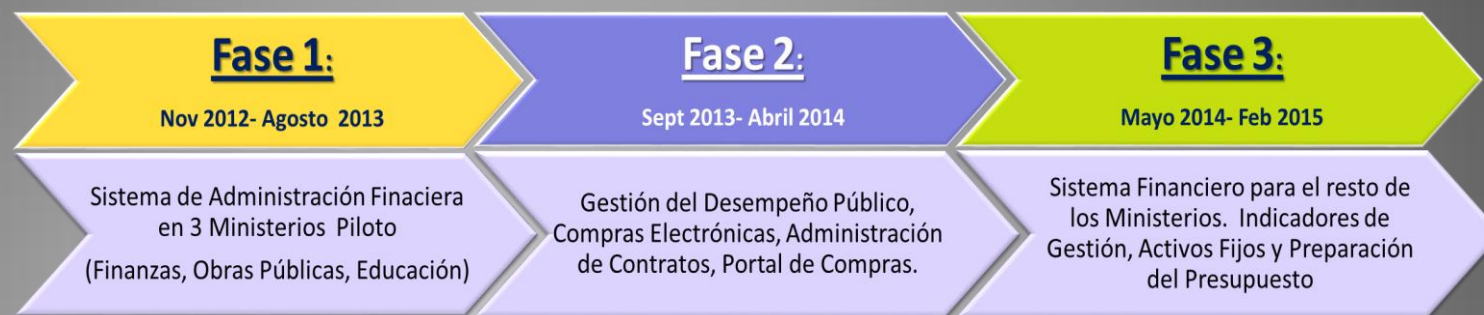 Fase 1:
Nov 2012- Agosto 2013
Sistema de Administración Finaciera
en 3 Ministerios Piloto
(Finanzas, Obras Públicas, Educación)
Fase 2:
Sept 2013- Abril 2014
Gestión del Desempeño Público,
Compras Electrónicas, Administración
de Contratos, Portal de Compras.
Fase 3:
Mayo 2014- Feb 2015
Sistema Financiero para el resto de
los Ministerios. Indicadores de
Gestión, Activos Fijos y Preparación
del Presupuesto